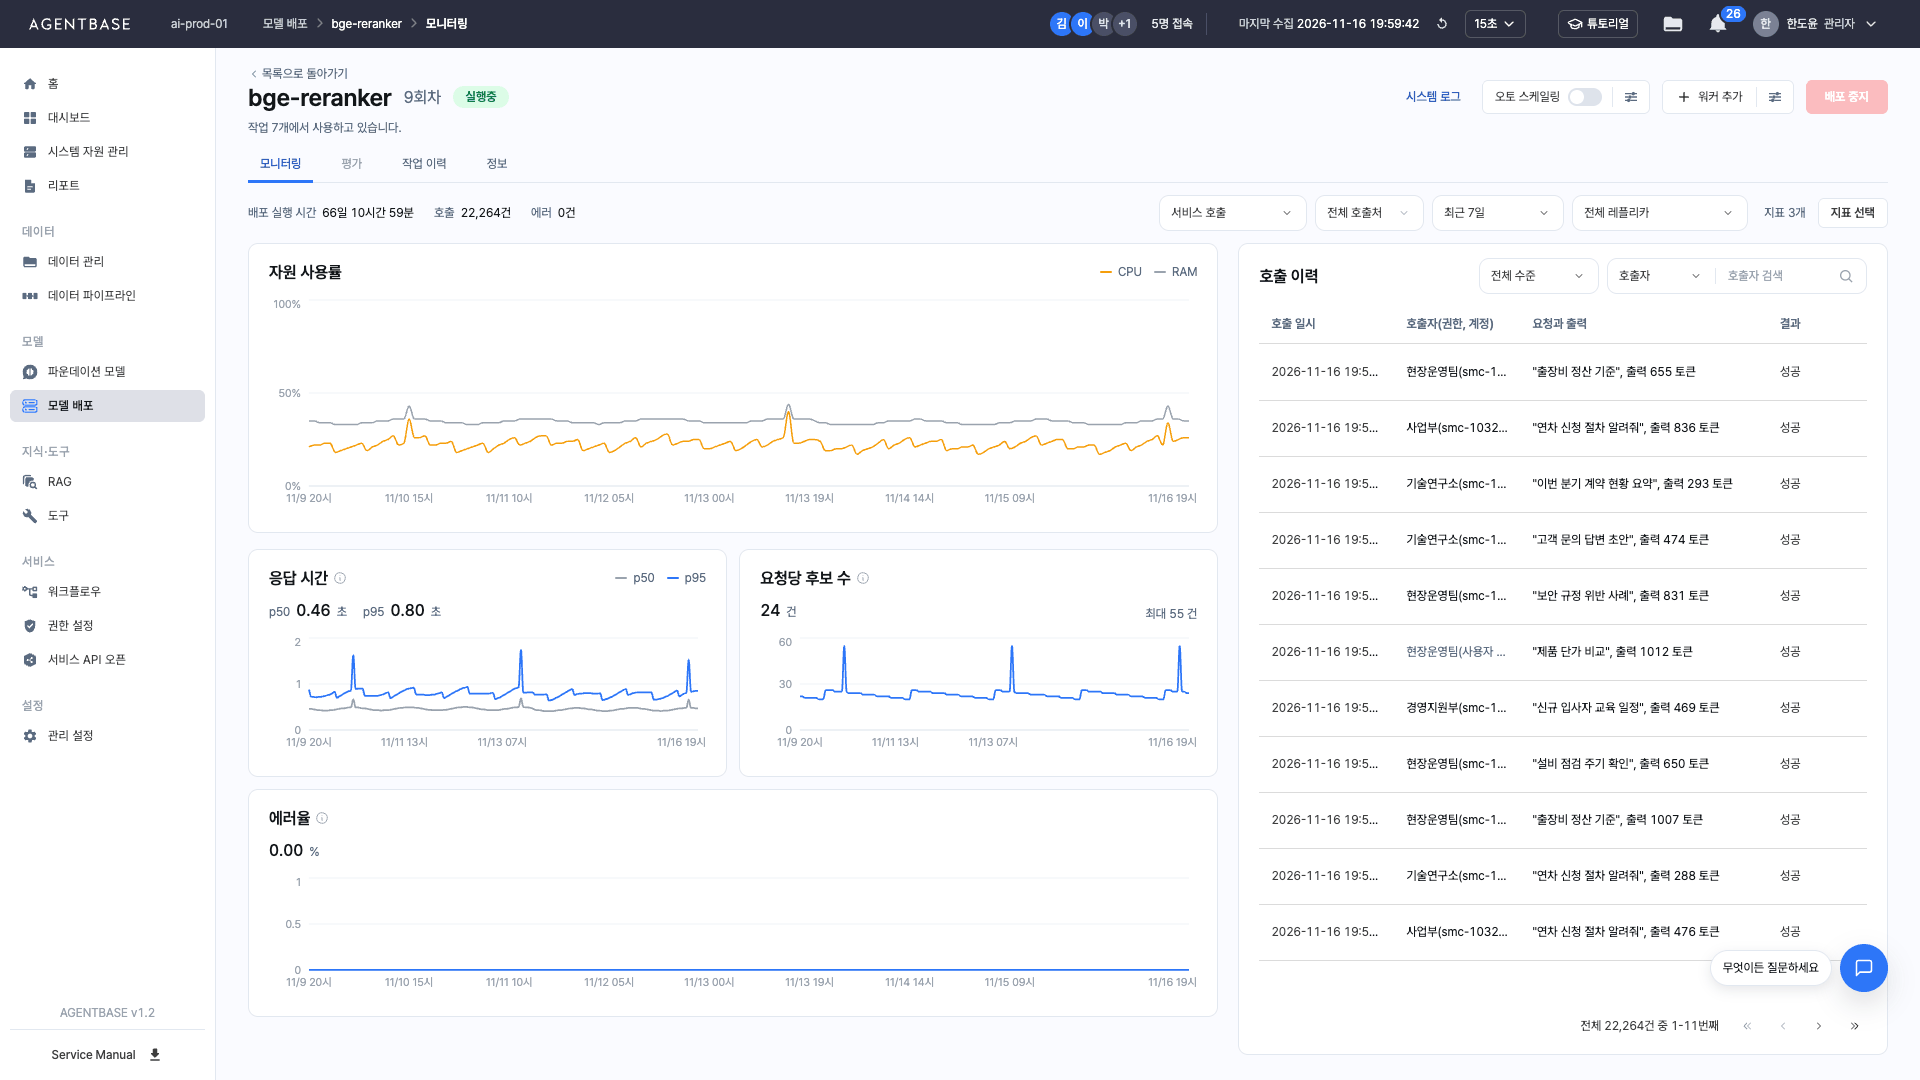 AGENTBASE
ai-prod-01
모델 배포 > bge-reranker > 모니터링
김 이 박 +1 5명 접속
마지막 수집 2026-11-16 19:59:42
15초
튜토리얼
26
한 한도윤 관리자
홈
대시보드
시스템 자원 관리
리포트
데이터
데이터 관리
데이터 파이프라인
모델
파운데이션 모델
모델 배포
지식·도구
RAG
도구
서비스
워크플로우
권한 설정
서비스 API 오픈
설정
관리 설정
AGENTBASE v1.2
Service Manual
목록으로 돌아가기
bge-reranker 9회차 실행중
작업 7개에서 사용하고 있습니다.
시스템 로그
오토 스케일링
워커 추가
배포 중지
모니터링 평가 작업 이력 정보
배포 실행 시간 66일 10시간 59분 호출 22,264건 에러 0건
서비스 호출
전체 호출처
최근 7일
전체 레플리카
지표 3개
지표 선택
자원 사용률
CPU RAM
100%
50%
0%
11/9 20시 11/10 15시 11/11 10시 11/12 05시 11/13 00시 11/13 19시 11/14 14시 11/15 09시 11/16 19시
응답 시간
p50 p95
p50 0.46 초 p95 0.80 초
2
1
0
11/9 20시 11/11 13시 11/13 07시 11/16 19시
요청당 후보 수
24 건
최대 55 건
60
30
0
11/9 20시 11/11 13시 11/13 07시 11/16 19시
에러율
0.00 %
1
0.5
0
11/9 20시 11/10 15시 11/11 10시 11/12 05시 11/13 00시 11/13 19시 11/14 14시 11/15 09시 11/16 19시
호출 이력
전체 수준
호출자
호출자 검색
호출 일시 호출자(권한, 계정) 요청과 출력 결과
2026-11-16 19:5... 현장운영팀(smc-1... "출장비 정산 기준", 출력 655 토큰 성공
2026-11-16 19:5... 사업부(smc-1032... "연차 신청 절차 알려줘", 출력 836 토큰 성공
2026-11-16 19:5... 기술연구소(smc-1... "이번 분기 계약 현황 요약", 출력 293 토큰 성공
2026-11-16 19:5... 기술연구소(smc-1... "고객 문의 답변 초안", 출력 474 토큰 성공
2026-11-16 19:5... 현장운영팀(smc-1... "보안 규정 위반 사례", 출력 831 토큰 성공
2026-11-16 19:5... 현장운영팀(사용자 ... "제품 단가 비교", 출력 1012 토큰 성공
2026-11-16 19:5... 경영지원부(smc-1... "신규 입사자 교육 일정", 출력 469 토큰 성공
2026-11-16 19:5... 현장운영팀(smc-1... "설비 점검 주기 확인", 출력 650 토큰 성공
2026-11-16 19:5... 현장운영팀(smc-1... "출장비 정산 기준", 출력 1007 토큰 성공
2026-11-16 19:5... 기술연구소(smc-1... "연차 신청 절차 알려줘", 출력 288 토큰 성공
2026-11-16 19:5... 사업부(smc-1032... "연차 신청 절차 알려줘", 출력 476 토큰 성공
무엇이든 질문하세요
전체 22,264건 중 1-11번째 « ‹ › »